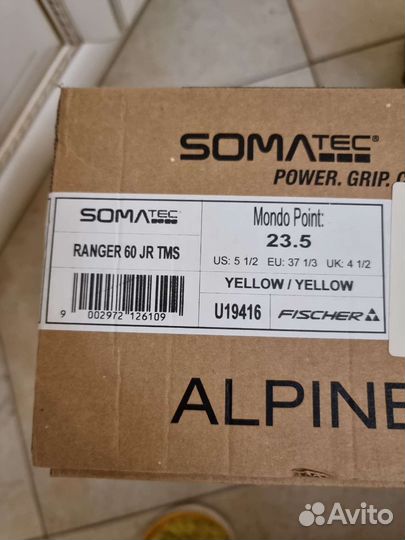 SOMATEC®
POWER. GRIP.
SOMATEC
RANGER 60 JR TMS
9 002972 126109
Mondo Point:
23.5
US: 5 1/2 EU: 37 1/3 UK: 4 1/2
YELLOW / YELLOW
U19416 FISCHER
ALPINE
Avito